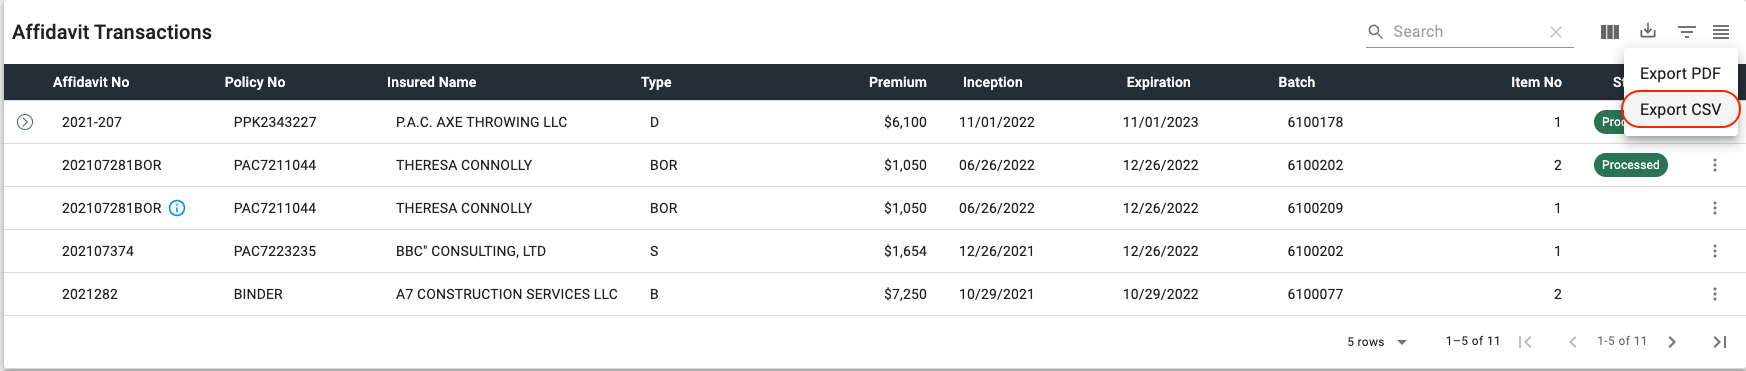 Affidavit Transactions Search
Export PDF
Export CSV
Affidavit No Policy No Insured Name Type Premium Inception Expiration Batch Item No
2021-207 PPK2343227 P.A.C. AXE THROWING LLC D $6,100 11/01/2022 11/01/2023 6100178 1
202107281BOR PAC7211044 THERESA CONNOLLY BOR $1,050 06/26/2022 12/26/2022 6100202 2 Processed
202107281BOR PAC7211044 THERESA CONNOLLY BOR $1,050 06/26/2022 12/26/2022 6100209 1
202107374 PAC7223235 BBC" CONSULTING, LTD S $1,654 12/26/2021 12/26/2022 6100202 1
2021282 BINDER A7 CONSTRUCTION SERVICES LLC B $7,250 10/29/2021 10/29/2022 6100077 2
5 rows 1–5 of 11 1-5 of 11